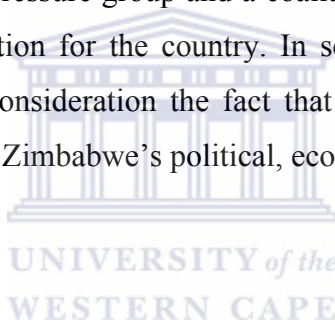 ressure group and a coali
tion for the country. In se
onsideration the fact that
Zimbabwe's political, eco
UNIVERSITY of the
WESTERN CAPE